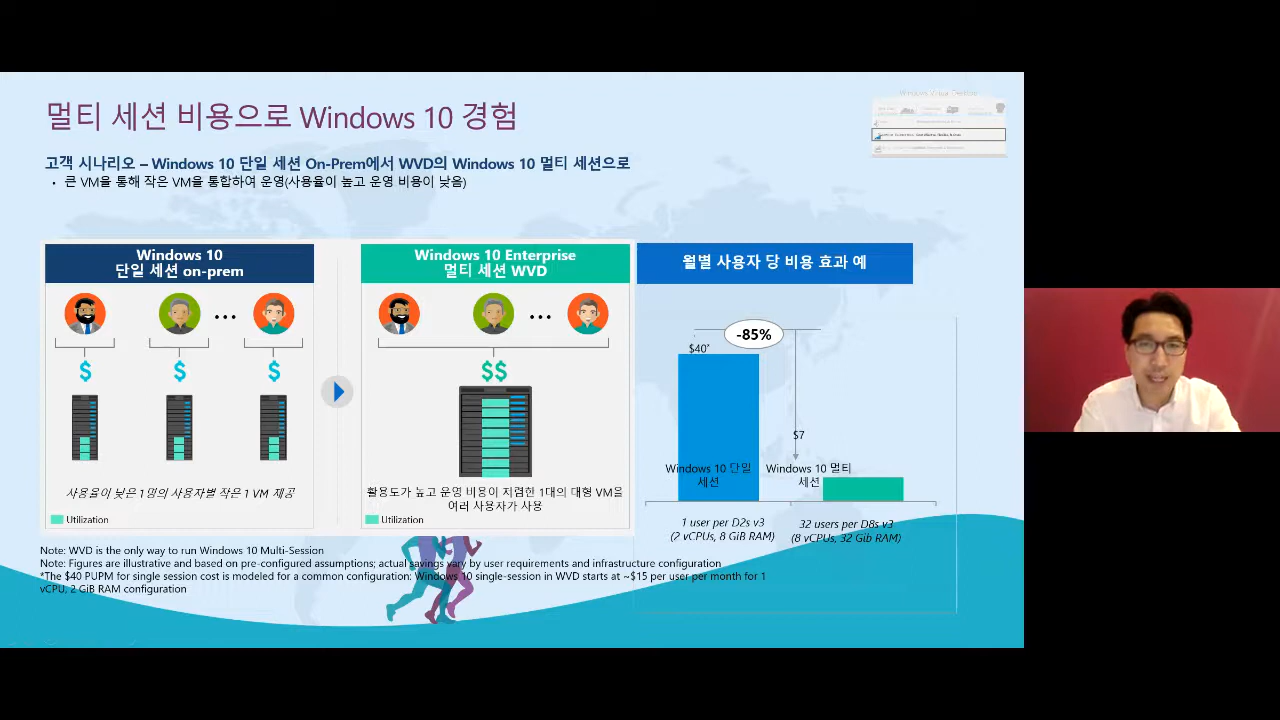 멀티 세션 비용으로 Windows 10 경험
고객 시나리오 – Windows 10 단일 세션 On-Prem에서 WVD의 Windows 10 멀티 세션으로
• 큰 VM을 통해 작은 VM을 통합하여 운영(사용율이 높고 운영 비용이 낮음)
Windows 10
단일 세션 on-prem
$ $ $
사용율이 낮은 1명의 사용자별 작은 1 VM 제공
Utilization
Windows 10 Enterprise
멀티 세션 WVD
$$
활용도가 높고 운영 비용이 저렴한 1대의 대형 VM을
여러 사용자가 사용
Utilization
월별 사용자 당 비용 효과 예
-85%
$40*
$7
Windows 10 단일
세션
Windows 10 멀티
세션
1 user per D2s v3
(2 vCPUs, 8 GiB RAM)
32 users per D8s v3
(8 vCPUs, 32 Gib RAM)
Note: WVD is the only way to run Windows 10 Multi-Session
Note: Figures are illustrative and based on pre-configured assumptions; actual savings vary by user requirements and infrastructure configuration
*The $40 PUPM for single session cost is modeled for a common configuration: Windows 10 single-session in WVD starts at ~$15 per user per month for 1
vCPU, 2 GiB RAM configuration
Windows Virtual Desktop